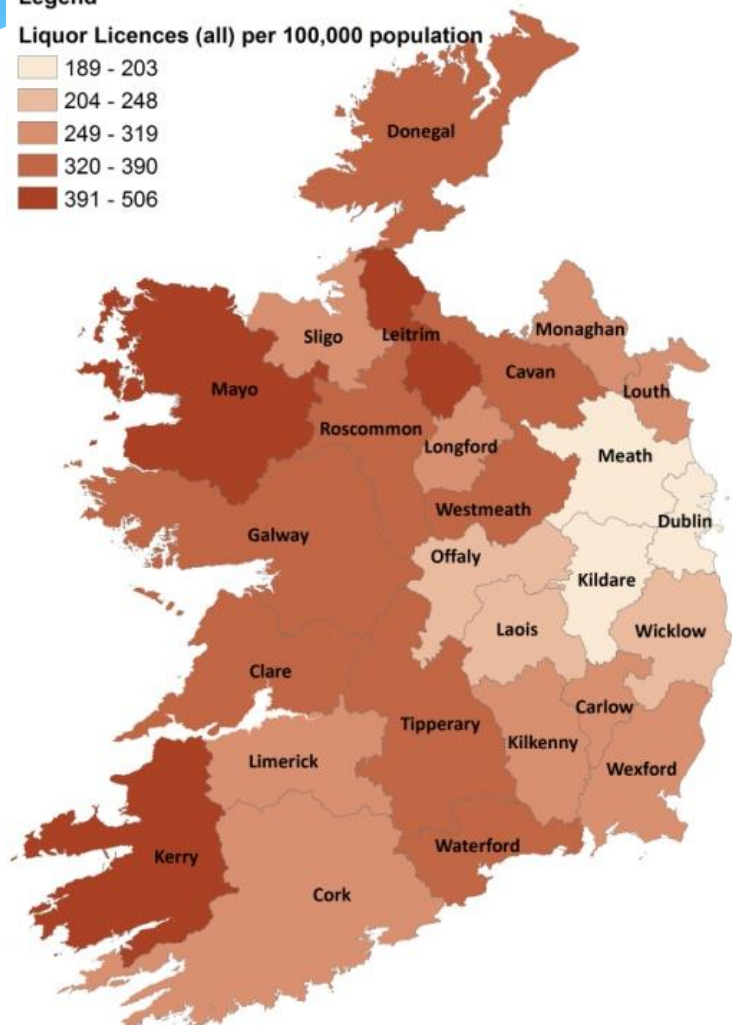 Legend
Liquor Licences (all) per 100,000 population
189 - 203
204 - 248
249 - 319
320 - 390
391 - 506
Donegal
Monaghan
Leitrim
Sligo
Cavan
Mayo
Louth
Roscommon
Longford
Meath
Westmeath
Dublin
Galway
Offaly
Kildare
Laois
Wicklow
Clare
Carlow
Tipperary
Kilkenny
Limerick
Wexford
Waterford
Kerry
Cork